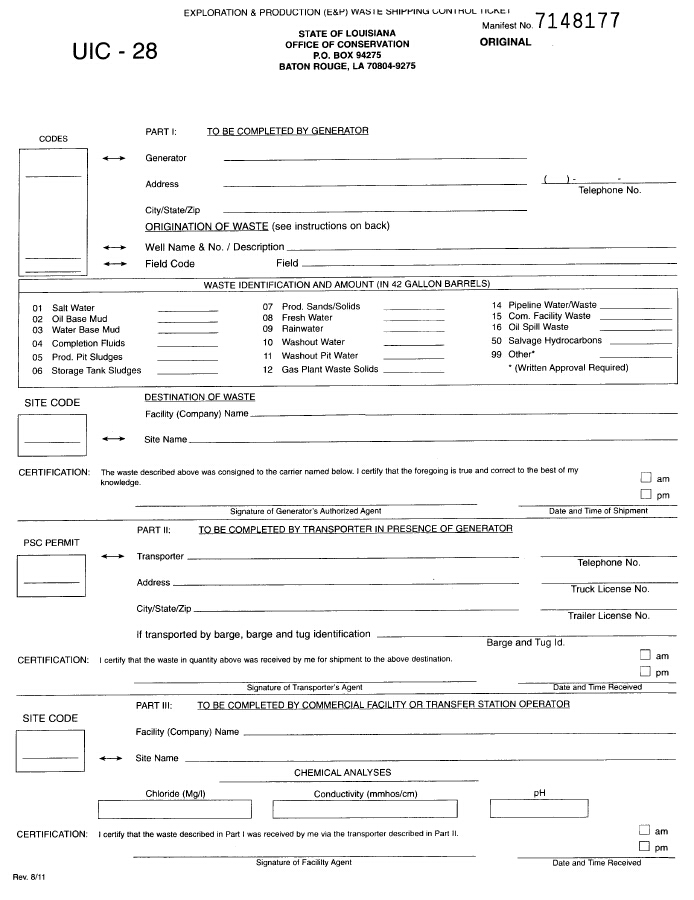 EXPLORATION & PRODUCTION (E&P) WASTE SHIPPING CONTROL TICKET
Manifest No. 7148177
UIC - 28
STATE OF LOUISIANA
OFFICE OF CONSERVATION
P.O. BOX 94275
BATON ROUGE, LA 70804-9275
ORIGINAL
CODES
PART I: TO BE COMPLETED BY GENERATOR
Generator
Address
( ) - -
Telephone No.
City/State/Zip
ORIGINATION OF WASTE (see instructions on back)
Well Name & No. / Description
Field Code Field
WASTE IDENTIFICATION AND AMOUNT (IN 42 GALLON BARRELS)
01 Salt Water 07 Prod. Sands/Solids 14 Pipeline Water/Waste
02 Oil Base Mud 08 Fresh Water 15 Com. Facility Waste
03 Water Base Mud 09 Rainwater 16 Oil Spill Waste
04 Completion Fluids 10 Washout Water 50 Salvage Hydrocarbons
05 Prod. Pit Sludges 11 Washout Pit Water 99 Other*
06 Storage Tank Sludges 12 Gas Plant Waste Solids * (Written Approval Required)
SITE CODE
DESTINATION OF WASTE
Facility (Company) Name
Site Name
CERTIFICATION: The waste described above was consigned to the carrier named below. I certify that the foregoing is true and correct to the best of my
knowledge.
am
pm
Signature of Generator's Authorized Agent Date and Time of Shipment
PART II: TO BE COMPLETED BY TRANSPORTER IN PRESENCE OF GENERATOR
PSC PERMIT
Transporter
Telephone No.
Address
Truck License No.
City/State/Zip
Trailer License No.
if transported by barge, barge and tug identification
Barge and Tug Id.
CERTIFICATION: I certify that the waste in quantity above was received by me for shipment to the above destination.
am
pm
Signature of Transporter's Agent Date and Time Received
PART III: TO BE COMPLETED BY COMMERCIAL FACILITY OR TRANSFER STATION OPERATOR
SITE CODE
Facility (Company) Name
Site Name
CHEMICAL ANALYSES
Chloride (Mg/l) Conductivity (mmhos/cm) pH
CERTIFICATION: I certify that the waste described in Part I was received by me via the transporter described in Part II.
am
pm
Signature of Facility Agent Date and Time Received
Rev. 8/11